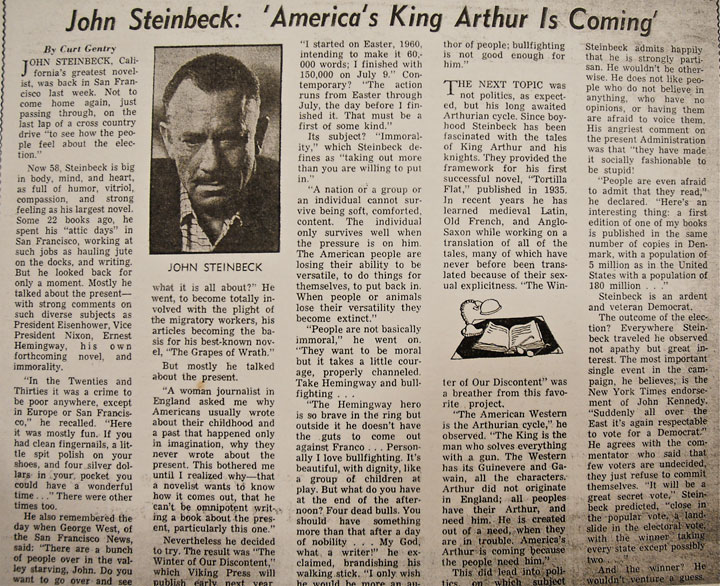 John Steinbeck: 'America's King Arthur Is Coming'
By Curt Gentry
JOHN STEINBECK, Cali-
fornia's greatest novel-
ist, was back in San Fran-
cisco last week. Not to
come home again, just
passing through, on the
last lap of a cross country
drive "to see how the peo-
ple feel about the elec-
tion."
Now 58, Steinbeck is big
in body, mind, and heart,
as full of humor, vitriol,
compassion, and strong
feeling as his largest novel.
Some 22 books ago, he
spent his "attic days" in
San Francisco, working at
such jobs as hauling jute
on the docks, and writing.
But he looked back for
only a moment. Mostly he
talked about the present—
with strong comments on
such diverse subjects as
President Eisenhower, Vice
President Nixon, Ernest
Hemingway, his own
forthcoming novel, and
immorality.
"In the Twenties and
Thirties it was a crime to
be poor anywhere, except
in Europe or San Francis-
co," he recalled. "Here
it was mostly fun. If you
had clean fingernails, a lit-
tle spit polish on your
shoes, and four silver dol-
lars in your pocket you
could have a wonderful
time . . ." There were other
times too.
He also remembered the
day when George West, of
the San Francisco News,
said: "There are a bunch
of people over in the val-
ley starving, John. Do you
want to go over and see
JOHN STEINBECK
what it is all about?" He
went, to become totally in-
volved with the plight of
the migratory workers, his
articles becoming the ba-
sis for his best-known nov-
el, "The Grapes of Wrath."
But mostly he talked
about the present.
"A woman journalist in
England asked me why
Americans usually wrote
about their childhood and
a past that happened only
in imagination, why they
never wrote about the
present. This bothered me
until I realized why—that
a novelist wants to know
how it comes out, that he
can't be omnipotent writ-
ing a book about the pres-
ent, particularly this one."
Nevertheless he decided
to try. The result was "The
Winter of Our Discontent,"
which Viking Press will
publish early next year.
"I started on Easter, 1960,
intending to make it 60,-
000 words; I finished with
150,000 on July 9." Con-
temporary? "The action
runs from Easter through
July, the day before I fin-
ished it. That must be a
first of some kind."
Its subject? "Immoral-
ity," which Steinbeck de-
fines as "taking out more
than you are willing to put
in."
"A nation or a group or
an individual cannot sur-
vive being soft, comforted,
content. The individual
only survives well when
the pressure is on him.
The American people are
losing their ability to be
versatile, to do things for
themselves, to put back in.
When people or animals
lose their versatility they
become extinct."
"People are not basically
immoral," he went on.
"They want to be moral
but it takes a little cour-
age, properly channeled.
Take Hemingway and bull-
fighting . . .
"The Hemingway hero
is so brave in the ring but
outside it he doesn't have
the guts to come out
against Franco . . . Person-
ally I love bullfighting. It's
beautiful, with dignity, like
a group of children at
play. But what do you have
at the end of the after-
noon? Four dead bulls. You
should have something
more than that after a day
of nobility . . . My God,
what a writer!" he ex-
claimed, brandishing his
walking stick. "I only wish
he would be more an au-
thor of people; bullfighting
is not good enough for
him."
THE NEXT TOPIC was
not politics, as expect-
ed, but his long awaited
Arthurian cycle. Since boy-
hood Steinbeck has been
fascinated with the tales
of King Arthur and his
knights. They provided the
framework for his first
successful novel, "Tortilla
Flat," published in 1935.
In recent years he has
learned medieval Latin,
Old French, and Anglo-
Saxon while working on a
translation of all of the
tales, many of which have
never before been trans-
lated because of their sex-
ual explicitness. "The Win-
ter of Our Discontent" was
a breather from this favo-
rite project.
"The American Western
is the Arthurian cycle," he
observed. "The King is the
man who solves everything
with a gun. The Western
has its Guinevere and Ga-
wain, all the characters.
Arthur did not originate
in England; all peoples
have their Arthur, and
need him. He is created
out of a need, when they
are in trouble. America's
Arthur is coming because
the people need him."
This did lead into poli-
tics, on which subject
Steinbeck admits happily
that he is strongly parti-
san. He wouldn't be other-
wise. He does not like peo-
ple who do not believe in
anything, who have no
opinions, or having them
are afraid to voice them.
His angriest comment on
the present Administration
was that "they have made
it socially fashionable to
be stupid!
"People are even afraid
to admit that they read,"
he declared. "Here's an
interesting thing: a first
edition of one of my books
is published in the same
number of copies in Den-
mark, with a population of
5 million as in the United
States with a population of
180 million . . . ."
Steinbeck is an ardent
and veteran Democrat.
The outcome of the elec-
tion? Everywhere Stein-
beck traveled he observed
not apathy but great in-
terest. The most important
single event in the cam-
paign, he believes, is the
New York Times endorse-
ment of John Kennedy.
"Suddenly all over the
East it's again respectable
to vote for a Democrat."
He agrees with the com-
mentator who said that
few voters are undecided,
they just refuse to commit
themselves. "It will be a
great secret vote," Stein-
beck predicted, "close in
the popular vote, a land-
slide in the electoral vote,
with the winner taking
every state except possibly
two . . ."
And the winner? He
wouldn't venture a guess.